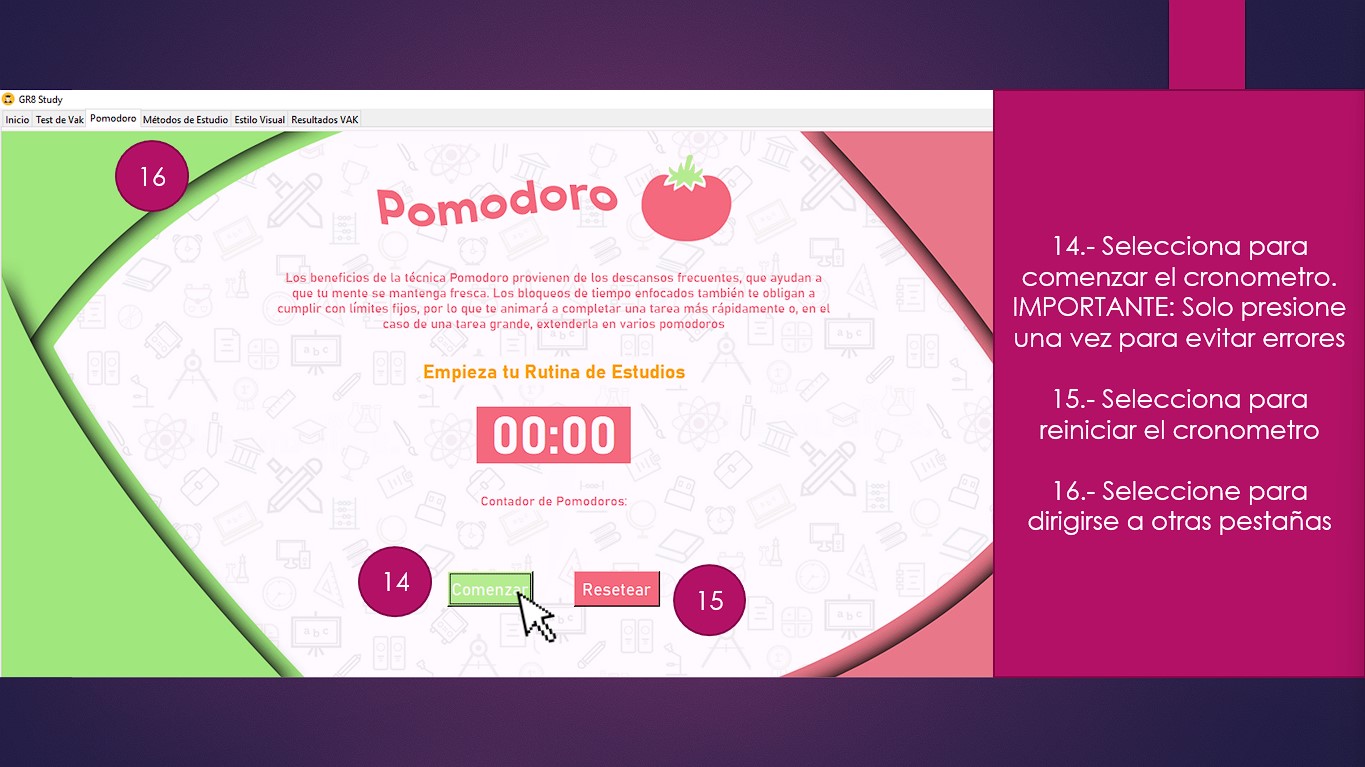 GR8 Study
Inicio Test de Vak Pomodoro Métodos de Estudio Estilo Visual Resultados VAK
16
Pomodoro
Los beneficios de la técnica Pomodoro provienen de los descansos frecuentes, que ayudan a
que tu mente se mantenga fresca. Los bloqueos de tiempo enfocados también te obligan a
cumplir con límites fijos, por lo que te animará a completar una tarea más rápidamente o, en el
caso de una tarea grande, extenderla en varios pomodoros
Empieza tu Rutina de Estudios
00:00
Contador de Pomodoros:
14
Comenzar
Resetear
15
14.- Selecciona para
comenzar el cronometro.
IMPORTANTE: Solo presione
una vez para evitar errores
15.- Selecciona para
reiniciar el cronometro
16.- Seleccione para
dirigirse a otras pestañas